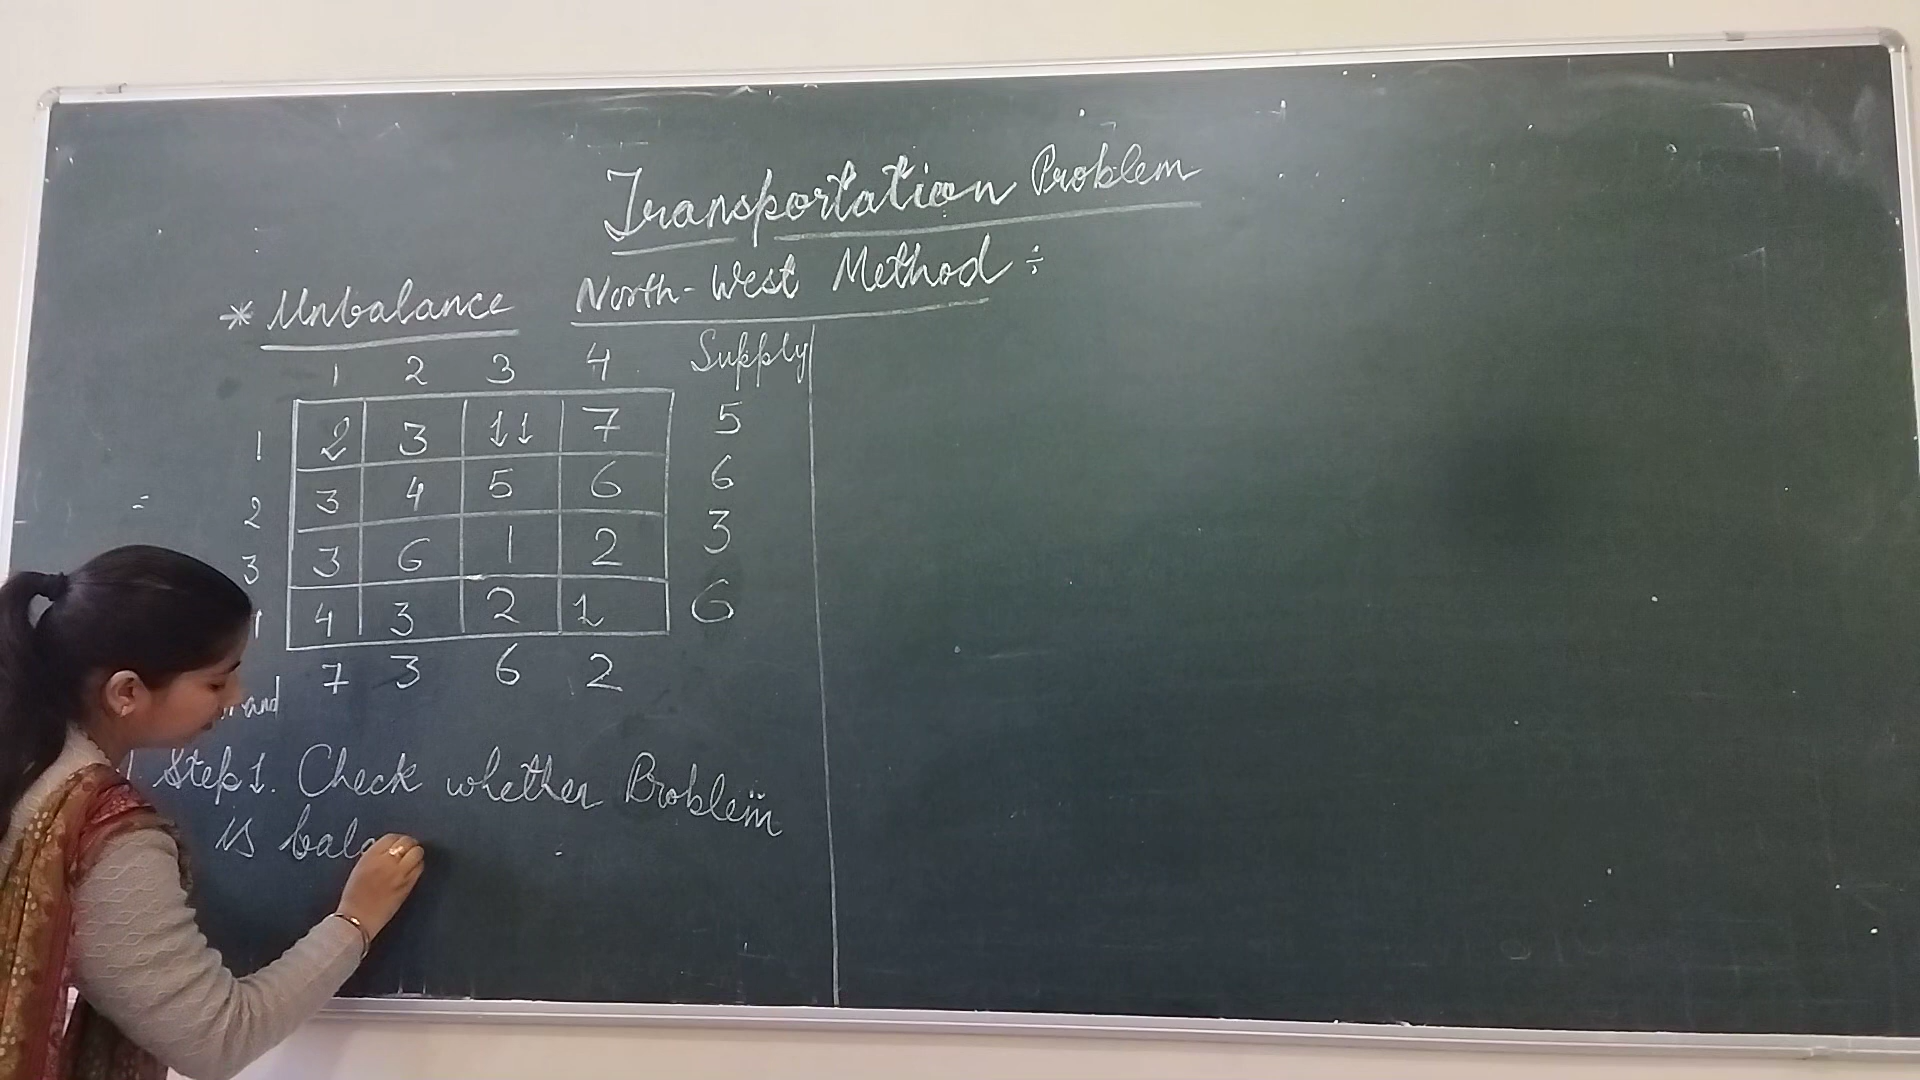 Transportation Problem
* Unbalance North-West Method ÷
1 2 3 4 Supply
1 2 3 11 7 5
2 3 4 5 6 6
3 3 6 1 2 3
4 3 2 1 6
7 3 6 2
Step 1. Check whether Problem
is bala